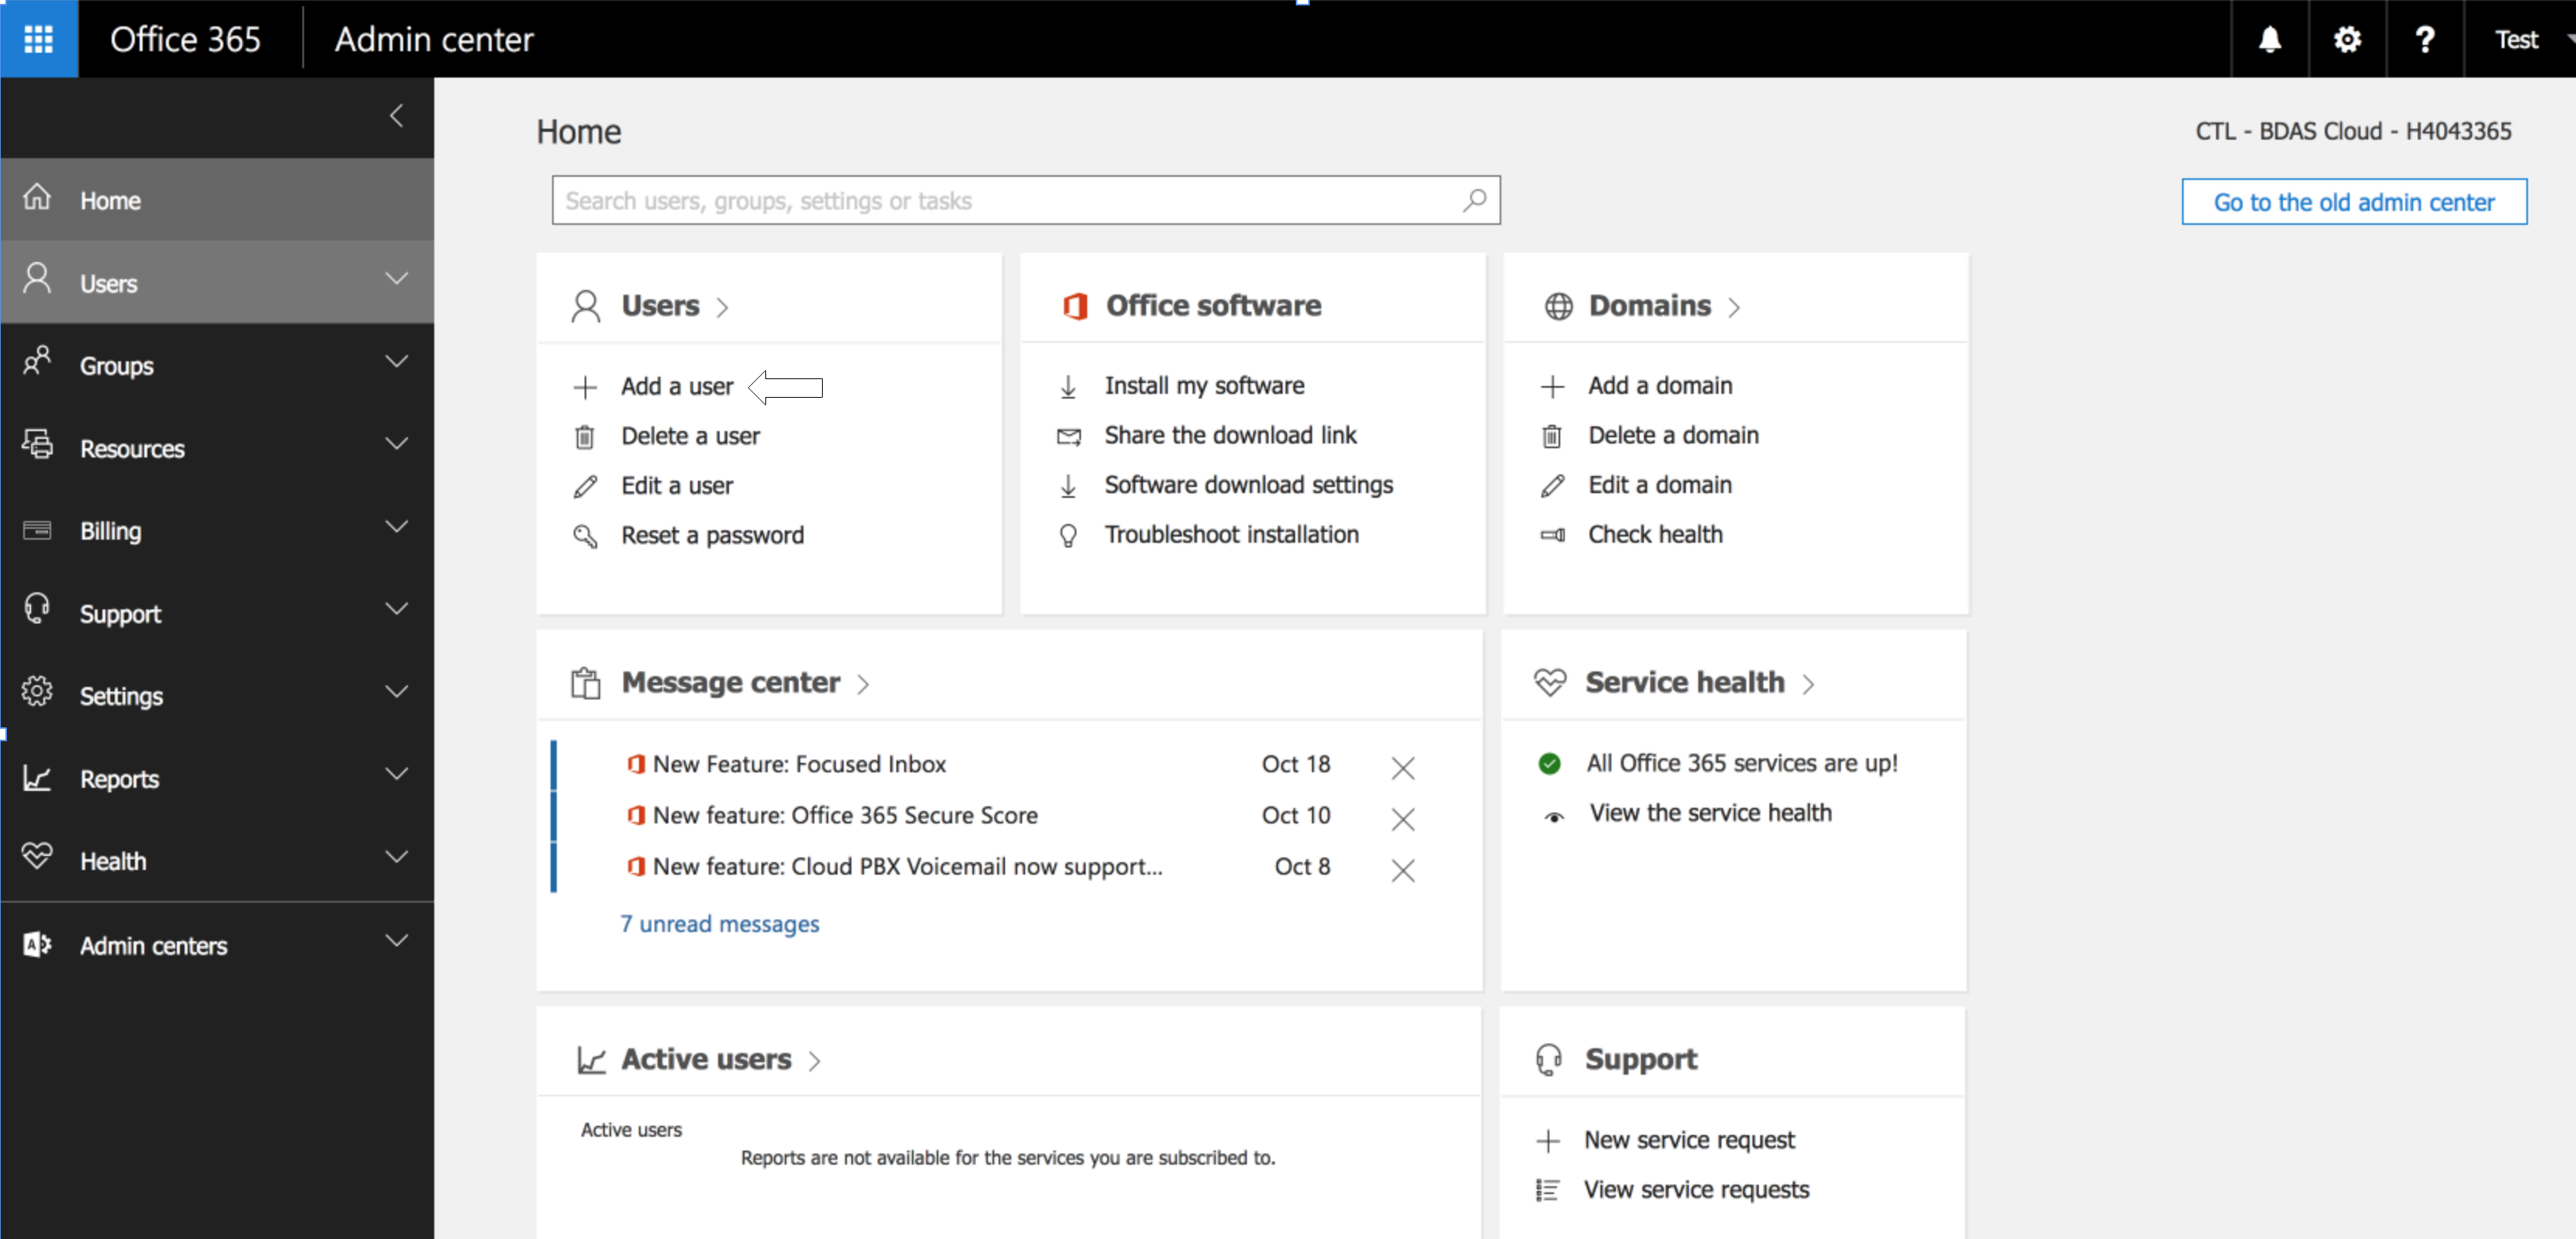 Office 365
Admin center
Test
Home
Users
Groups
Resources
Billing
Support
Settings
Reports
Health
Admin centers
Home
CTL - BDAS Cloud - H4043365
Search users, groups, settings or tasks
Go to the old admin center
Users
Add a user
Delete a user
Edit a user
Reset a password
Office software
Install my software
Share the download link
Software download settings
Troubleshoot installation
Domains
Add a domain
Delete a domain
Edit a domain
Check health
Message center
New Feature: Focused Inbox Oct 18
New feature: Office 365 Secure Score Oct 10
New feature: Cloud PBX Voicemail now support... Oct 8
7 unread messages
Service health
All Office 365 services are up!
View the service health
Active users
Active users
Reports are not available for the services you are subscribed to.
Support
New service request
View service requests